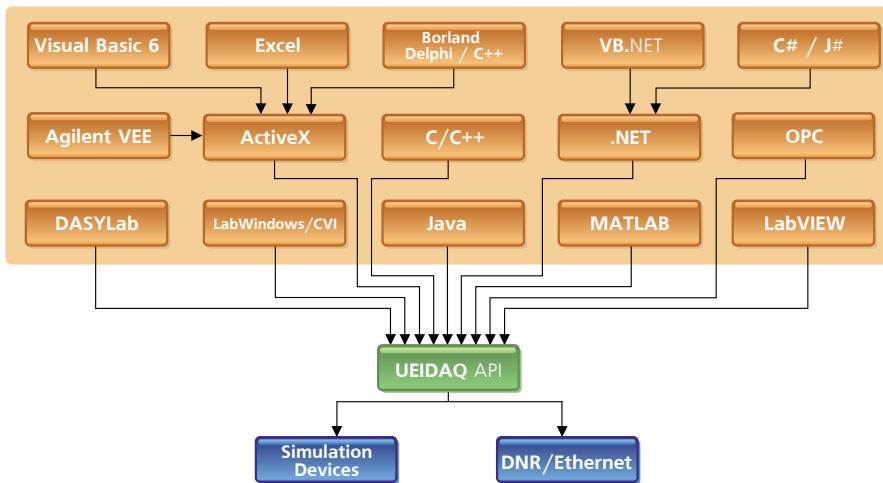 Visual Basic 6
Excel
Borland
Delphi / C++
VB.NET
C# / J#
Agilent VEE
ActiveX
C/C++
.NET
OPC
DASYLab
LabWindows/CVI
Java
MATLAB
LabVIEW
UEIDAQ API
Simulation
Devices
DNR/Ethernet